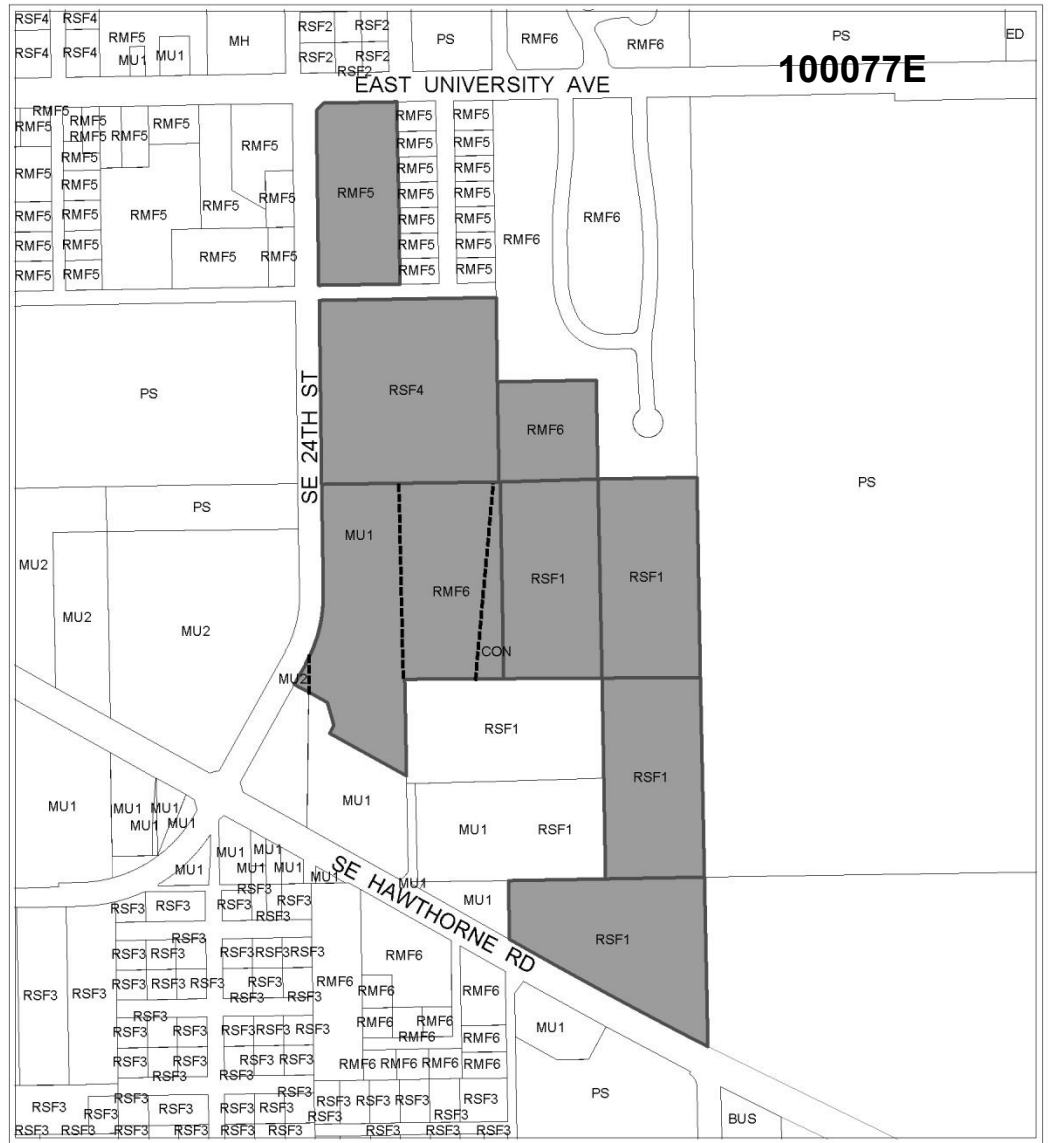 RSF4 RSF4 RSF2 RSF2 RMF6 PS ED
RMF5 MH PS RMF6
RSF4 RSF4 MU1 MU1 RSF2 RSF2
RSF2
100077E
EAST UNIVERSITY AVE
RMF5 RMF5 RMF5 RMF5 RMF5
RMF5 RMF5 RMF5
RMF5 RMF5 RMF5 RMF5
RMF5 RMF5 RMF5
RMF5 RMF5 RMF5 RMF5
RMF5 RMF5 RMF5 RMF5 RMF5
RMF5 RMF5 RMF5 RMF5 RMF5 RMF5 RMF6
RMF5 RMF5 RMF5 RMF5 RMF6
RMF5 RMF5 RMF5 RMF5
RMF5 RMF5 RMF5 RMF5
PS RSF4
SE 24TH ST
RMF6
PS
PS
MU1
MU2
RMF6 RSF1 RSF1
MU2 MU2
CON
MU2
RSF1
RSF1
MU1 MU1 MU1 MU1 MU1 RSF1
MU1 MU1
MU1 MU1
MU1 MU1 MU1
MU1 MU1
SE HAWTHORNE RD
RSF3
RSF3 RSF3 RSF3 RSF3 MU1
RSF3
RSF3 RSF1
RSF3 RSF3 RSF3 RSF3 RSF3 RMF6
RSF3 RSF3 RSF3 RSF3 RSF3 RSF3 RMF6
RSF3 RSF3 RMF6 RMF6
RSF3
RSF3 RSF3 RSF3 RSF3 RSF3 RMF6 RMF6 MU1
RMF6 RMF6
RSF3 RSF3 RSF3 RSF3 RMF6 RMF6 RMF6 RMF6
RSF3 RSF3
RSF3 PS
RSF3 RSF3 RSF3 RSF3 RSF3 RSF3 RSF3 RSF3 RSF3
RSF3 RSF3 BUS
RSF3 RSF3 RSF3 RSF3 RSF3 RSF3 RSF3 RSF3 RSF3